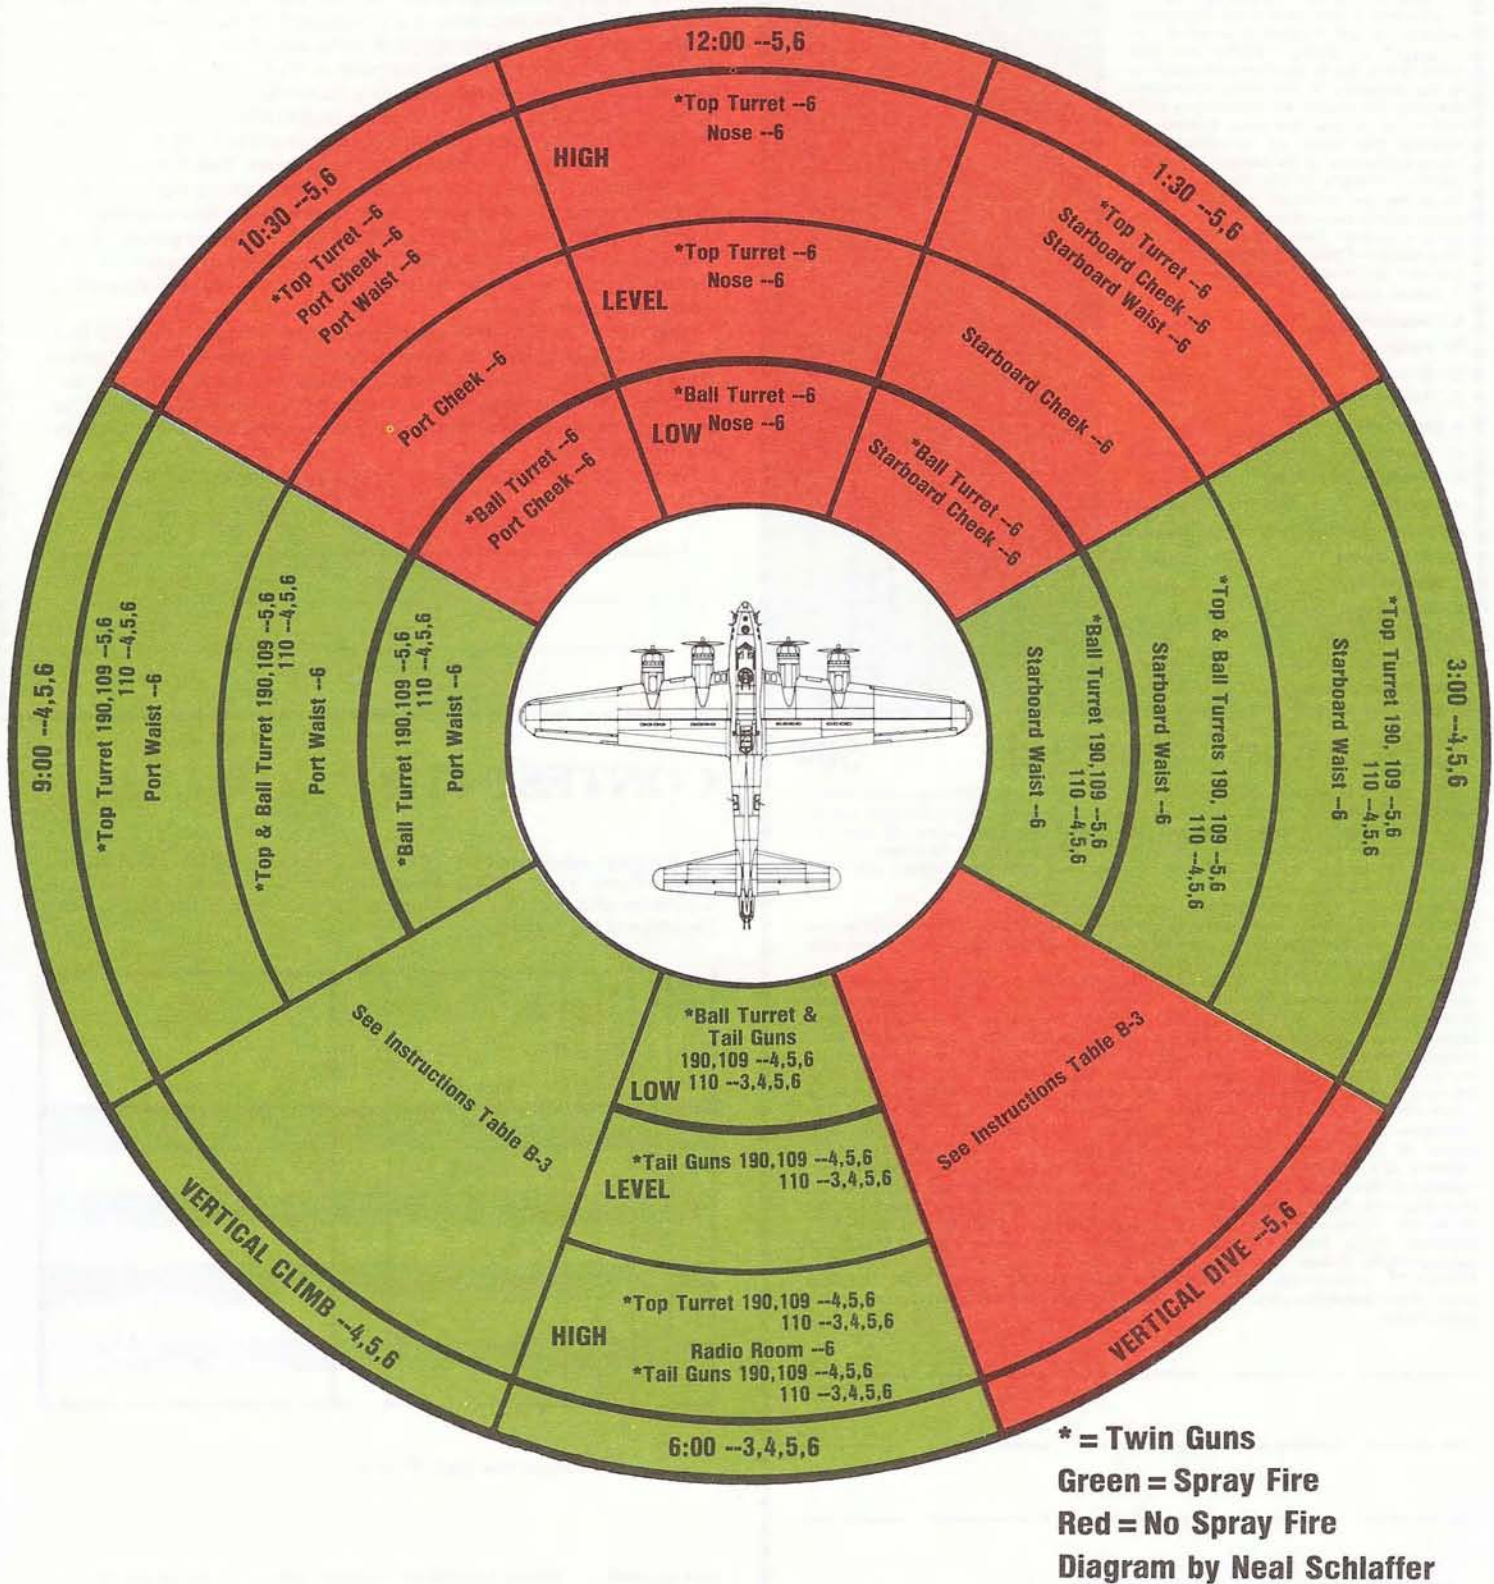 12:00 --5,6
*Top Turret --6
Nose --6
HIGH
*Top Turret --6
Nose --6
LEVEL
*Ball Turret --6
LOW Nose --6
1:30 --5,6
*Top Turret --6
Starboard Cheek --6
Starboard Waist --6
Starboard Cheek --6
*Ball Turret --6
Starboard Cheek --6
3:00 --4,5,6
*Top Turret 190, 109 --5,6
110 --4,5,6
Starboard Waist --6
*Top & Ball Turrets 190, 109 --5,6
110 --4,5,6
Starboard Waist --6
*Ball Turret 190,109 --5,6
110 --4,5,6
Starboard Waist --6
VERTICAL DIVE --5,6
See Instructions Table B-3
*Ball Turret &
Tail Guns
190,109 --4,5,6
LOW 110 --3,4,5,6
*Tail Guns 190,109 --4,5,6
110 --3,4,5,6
LEVEL
*Top Turret 190,109 --4,5,6
110 --3,4,5,6
HIGH
Radio Room --6
*Tail Guns 190,109 --4,5,6
110 --3,4,5,6
6:00 --3,4,5,6
VERTICAL CLIMB --4,5,6
See Instructions Table B-3
9:00 --4,5,6
*Top Turret 190,109 --5,6
110 --4,5,6
Port Waist --6
*Top & Ball Turret 190,109 --5,6
110 --4,5,6
Port Waist --6
*Ball Turret 190,109 --5,6
110 --4,5,6
Port Waist --6
10:30 --5,6
*Top Turret --6
Port Cheek --6
Port Waist --6
Port Cheek --6
*Ball Turret --6
Port Cheek --6
* = Twin Guns
Green = Spray Fire
Red = No Spray Fire
Diagram by Neal Schlaffer